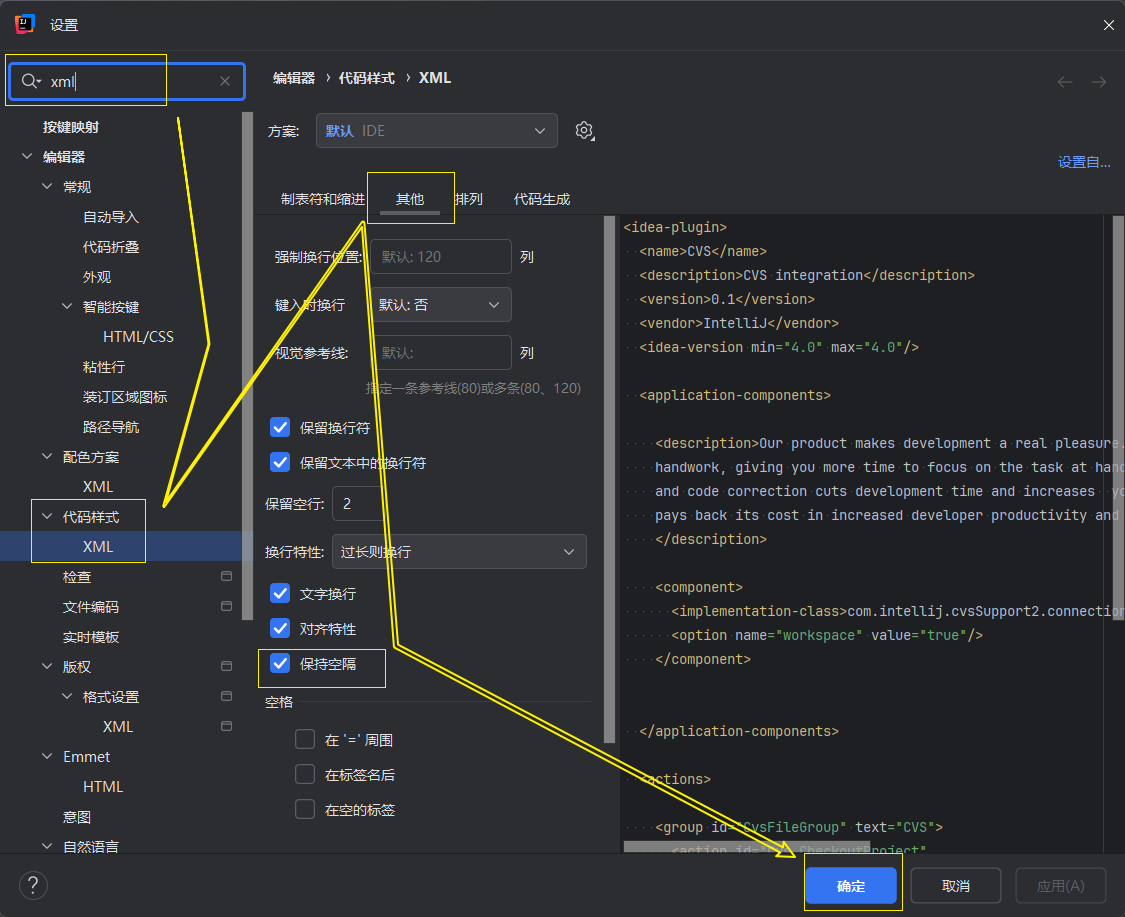 设置
xml
编辑器 › 代码样式 › XML
按键映射
编辑器
常规
自动导入
代码折叠
外观
智能按键
HTML/CSS
粘性行
装订区域图标
路径导航
配色方案
XML
代码样式
XML
检查
文件编码
实时模板
版权
格式设置
XML
Emmet
HTML
意图
自然语言
方案: 默认 IDE
设置自...
制表符和缩进 其他 排列 代码生成
强制换行位置: 默认: 120 列
键入时换行 默认: 否
视觉参考线: 默认: 列
指定一条参考线(80)或多条(80、120)
保留换行符
保留文本中的换行符
保留空行: 2
换行特性: 过长则换行
文字换行
对齐特性
保持空隔
空格
在 '=' 周围
在标签名后
在空的标签
<idea-plugin>
<name>CVS</name>
<description>CVS integration</description>
<version>0.1</version>
<vendor>IntelliJ</vendor>
<idea-version min="4.0" max="4.0"/>
<application-components>
<description>Our product makes development a real pleasure.
handwork, giving you more time to focus on the task at han
and code correction cuts development time and increases y
pays back its cost in increased developer productivity and
</description>
<component>
<implementation-class>com.intellij.cvsSupport2.connection
<option name="workspace" value="true"/>
</component>
</application-components>
<actions>
<group id="CvsFileGroup" text="CVS">
<action id= CheckoutProject"
?
确定
取消
应用(A)